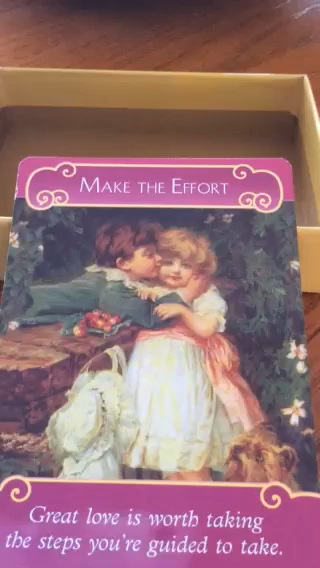 Make the Effort
Great love is worth taking
the steps you're guided to take.